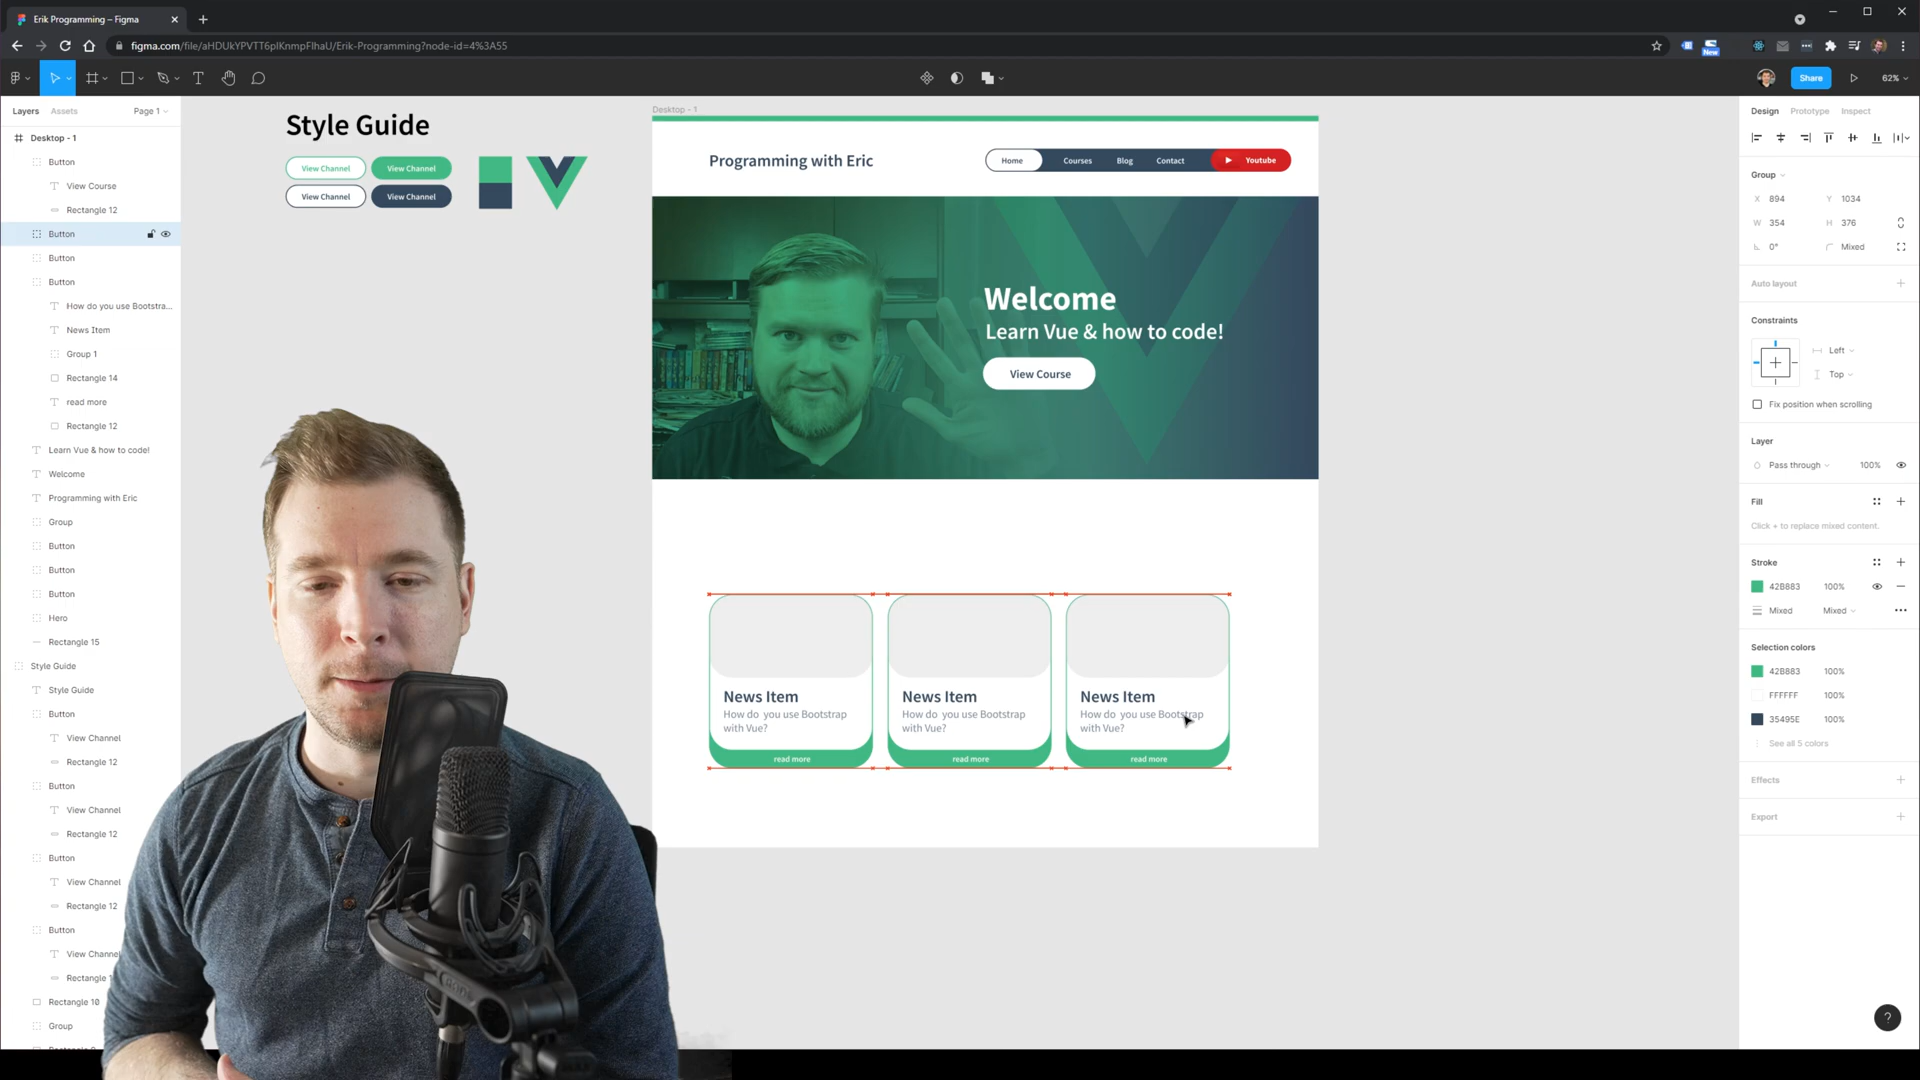 Erik Programming – Figma
figma.com/file/aHDUkYPVTT6pIKnmpFIhaU/Erik-Programming?node-id=4%3A55
New
Share
62%
Layers
Assets
Page 1
Desktop - 1
Button
View Course
Rectangle 12
Button
Button
Button
How do you use Bootstra...
News Item
Group 1
Rectangle 14
read more
Rectangle 12
Learn Vue & how to code!
Welcome
Programming with Eric
Group
Button
Button
Button
Hero
Rectangle 15
Style Guide
Style Guide
Button
View Channel
Rectangle 12
Button
View Channel
Rectangle 12
Button
View Channel
Rectangle 12
Button
View Channel
Rectangle 1
Rectangle 10
Group
Style Guide
View Channel
View Channel
View Channel
View Channel
Desktop - 1
Programming with Eric
Home
Courses
Blog
Contact
Youtube
Welcome
Learn Vue & how to code!
View Course
News Item
How do you use Bootstrap
with Vue?
read more
News Item
How do you use Bootstrap
with Vue?
read more
News Item
How do you use Bootstrap
with Vue?
read more
Design
Prototype
Inspect
Group
X 894
Y 1034
W 354
H 376
0°
Mixed
Auto layout
Constraints
Left
Top
Fix position when scrolling
Layer
Pass through
100%
Fill
Click + to replace mixed content.
Stroke
42B883 100%
Mixed
Mixed
Selection colors
42B883 100%
FFFFFF 100%
35495E 100%
See all 5 colors
Effects
Export
?